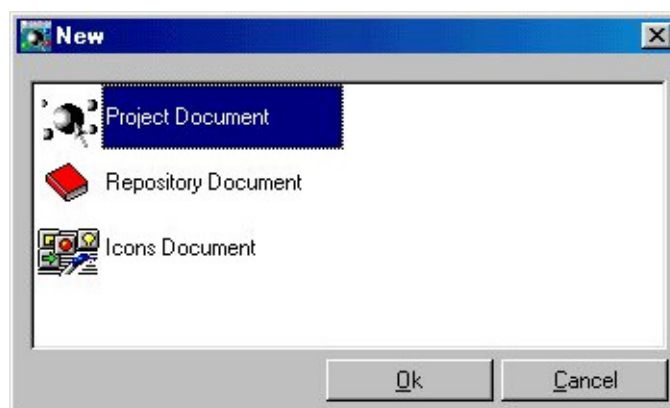 New
Project Document
Repository Document
Icons Document
Ok
Cancel